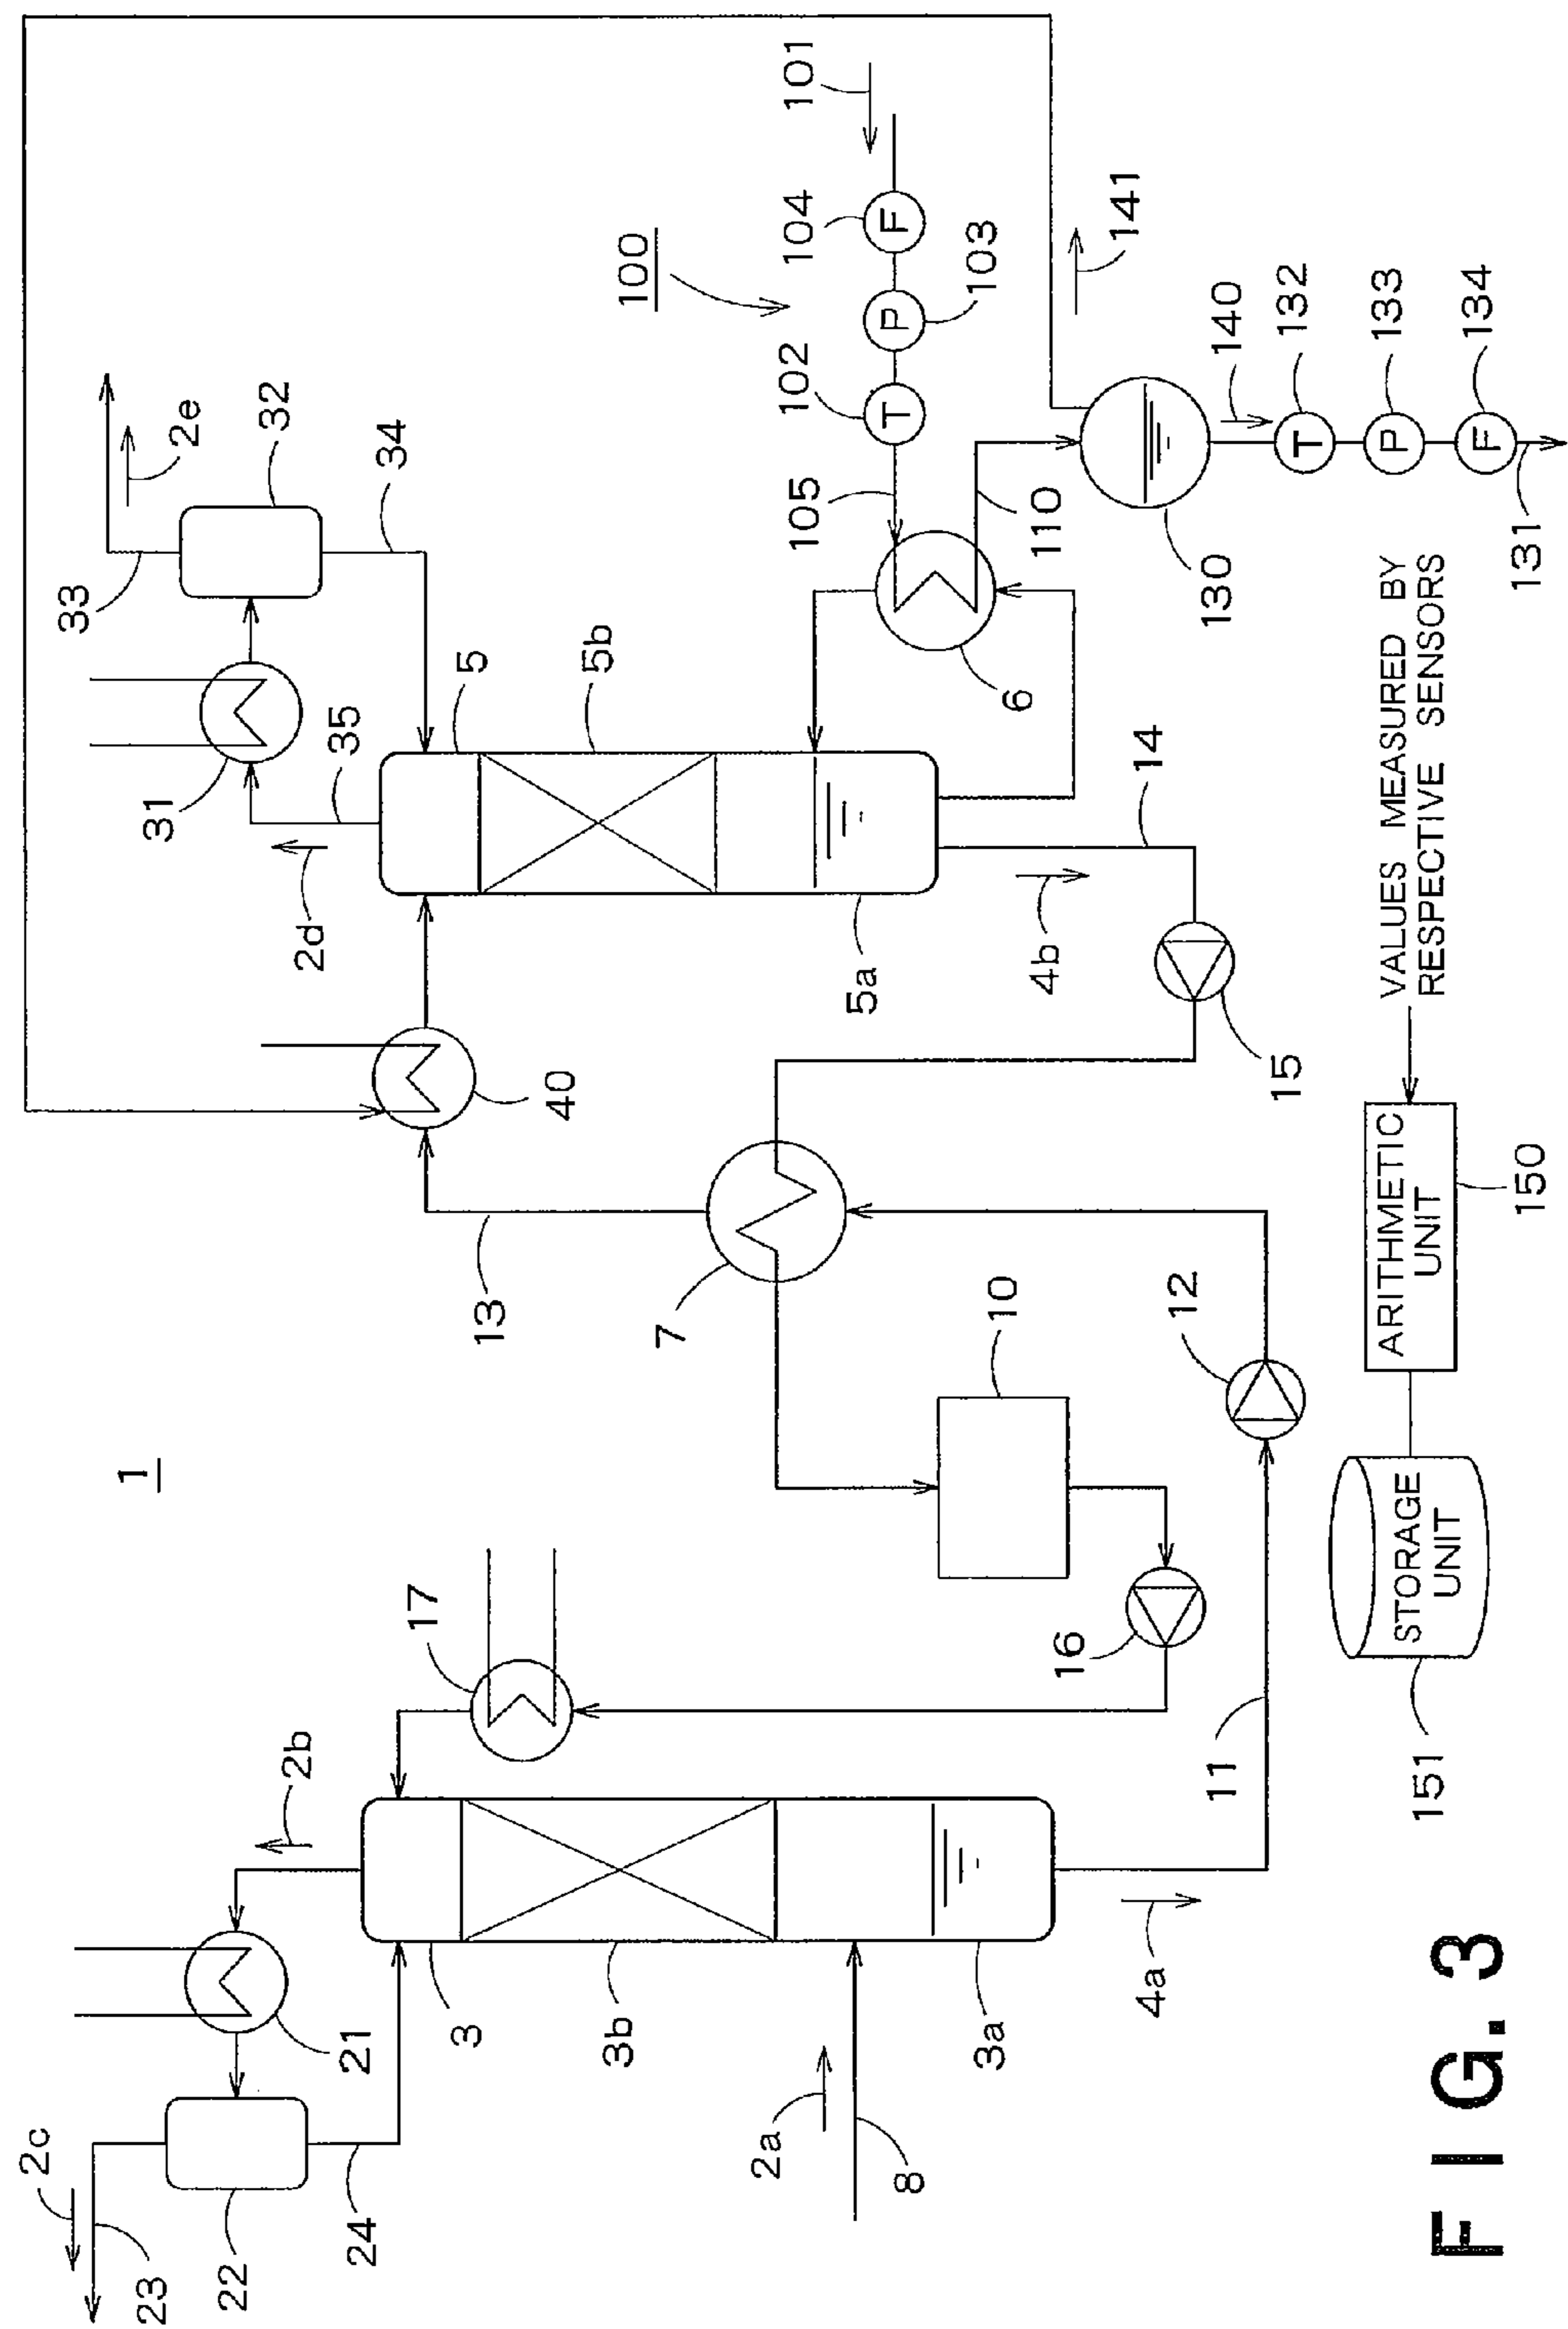 1
2c
23
22
24
21
2b
3
3b
3a
2a
8
4a
17
16
11
10
12
7
13
40
15
14
4b
5a
5
5b
2d
35
31
33
32
34
2e
6
105
110
100
102
103
104
101
T
P
F
130
141
140
132
133
134
T
P
F
131
VALUES MEASURED BY
RESPECTIVE SENSORS
ARITHMETIC
UNIT
150
STORAGE
UNIT
151
FIG. 3